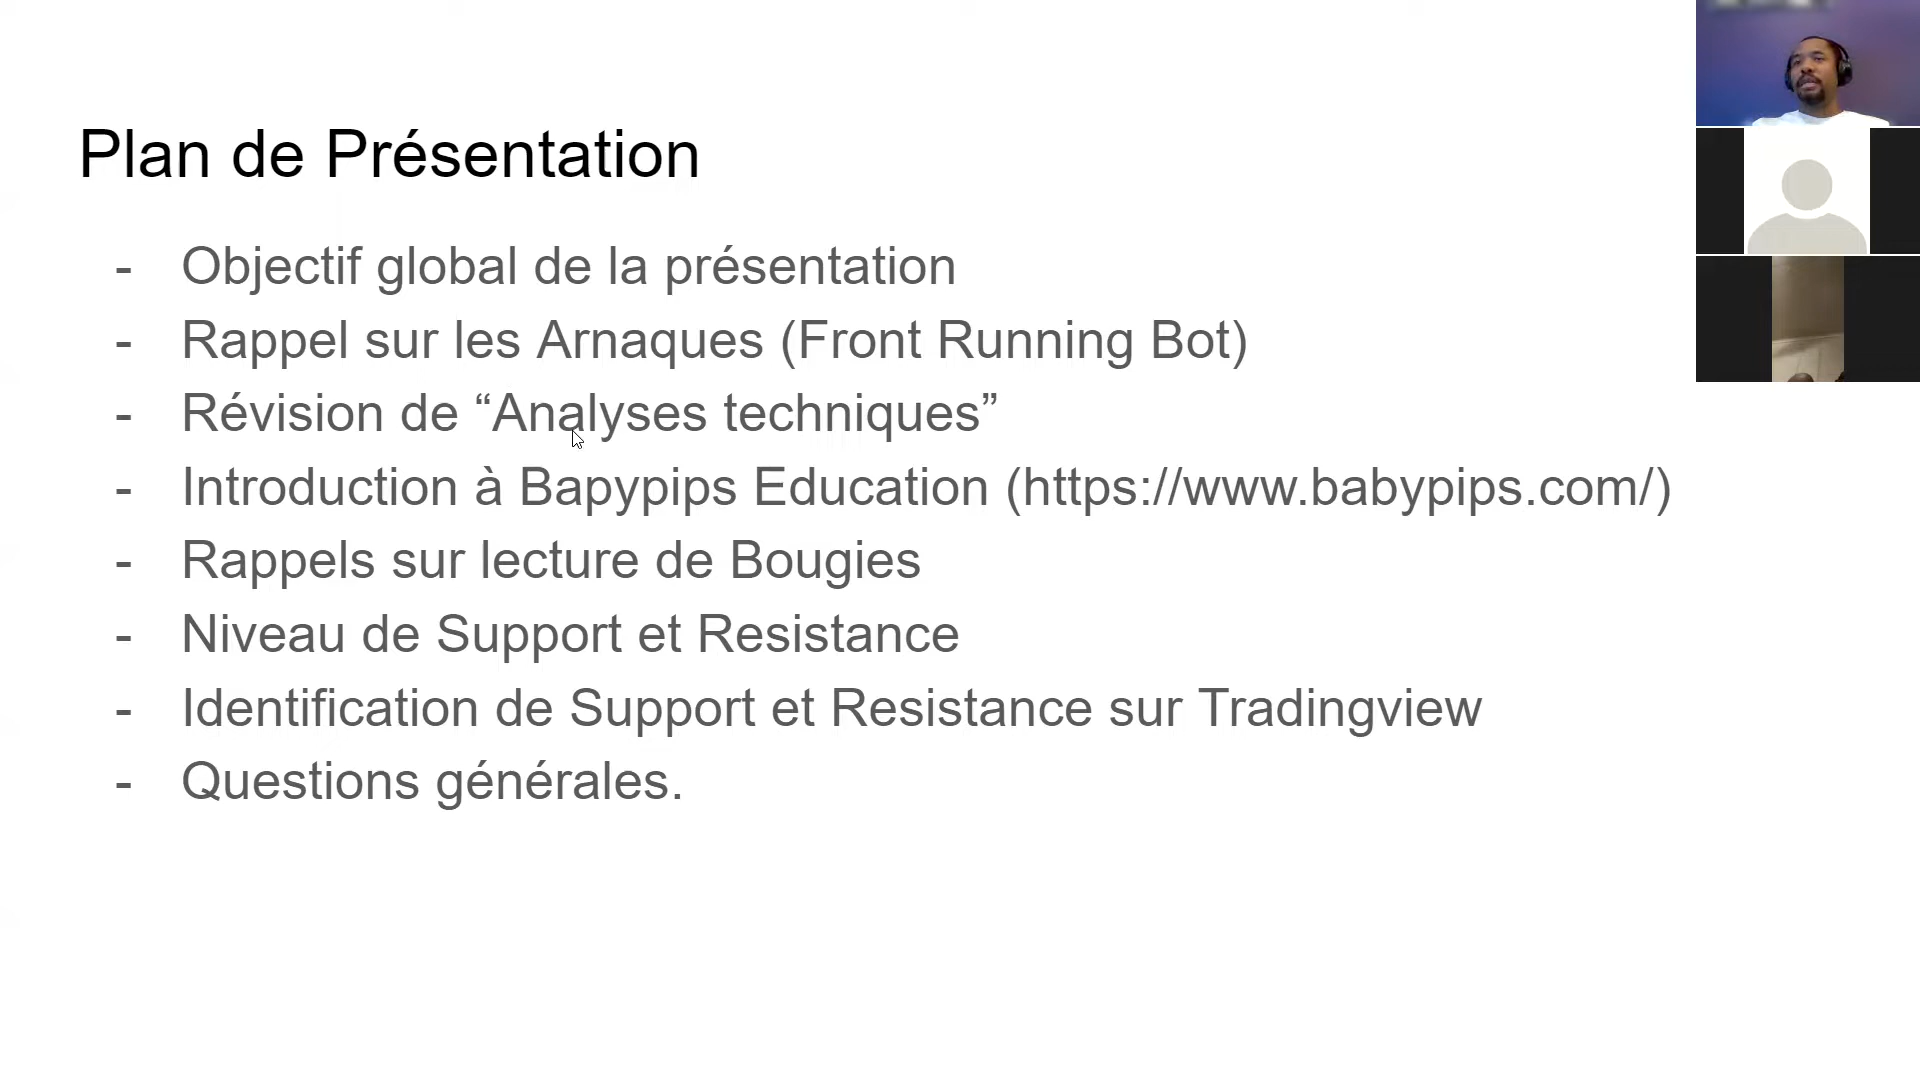 Plan de Présentation
- Objectif global de la présentation
- Rappel sur les Arnaques (Front Running Bot)
- Révision de “Analyses techniques”
- Introduction à Bapypips Education (https://www.babypips.com/)
- Rappels sur lecture de Bougies
- Niveau de Support et Resistance
- Identification de Support et Resistance sur Tradingview
- Questions générales.